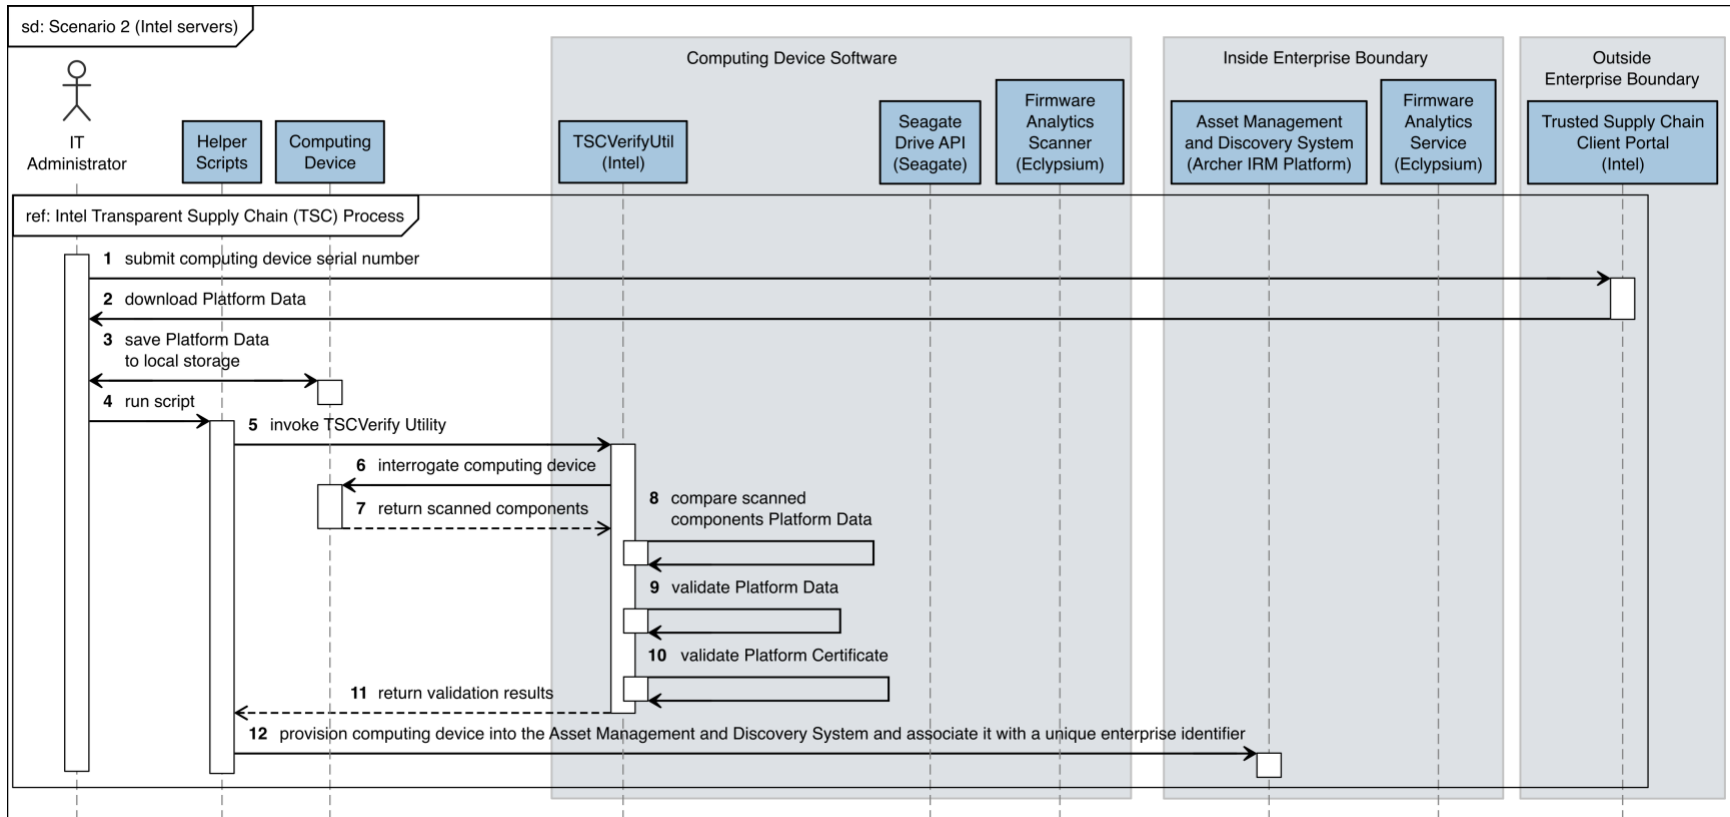 sd: Scenario 2 (Intel servers)
Computing Device Software
Inside Enterprise Boundary
Outside
Enterprise Boundary
IT
Administrator
Helper
Scripts
Computing
Device
TSCVerifyUtil
(Intel)
Seagate
Drive API
(Seagate)
Firmware
Analytics
Scanner
(Eclypsium)
Asset Management
and Discovery System
(Archer IRM Platform)
Firmware
Analytics
Service
(Eclypsium)
Trusted Supply Chain
Client Portal
(Intel)
ref: Intel Transparent Supply Chain (TSC) Process
1 submit computing device serial number
2 download Platform Data
3 save Platform Data
to local storage
4 run script
5 invoke TSCVerify Utility
6 interrogate computing device
7 return scanned components
8 compare scanned
components Platform Data
9 validate Platform Data
10 validate Platform Certificate
11 return validation results
12 provision computing device into the Asset Management and Discovery System and associate it with a unique enterprise identifier